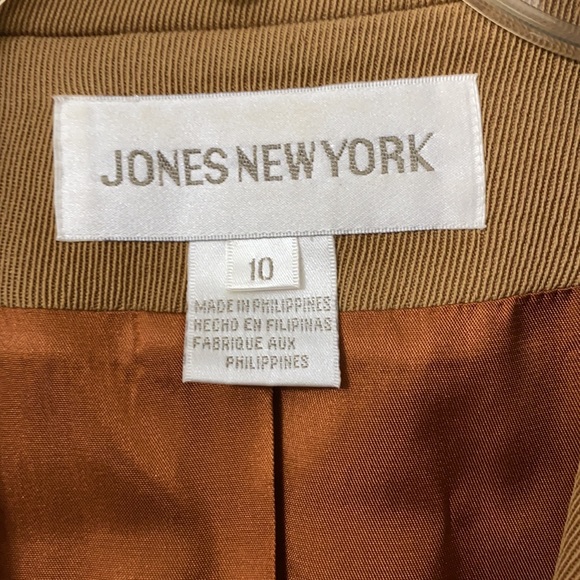 JONES NEW YORK
10
MADE IN PHILIPPINES
HECHO EN FILIPINAS
FABRIQUE AUX
PHILIPPINES